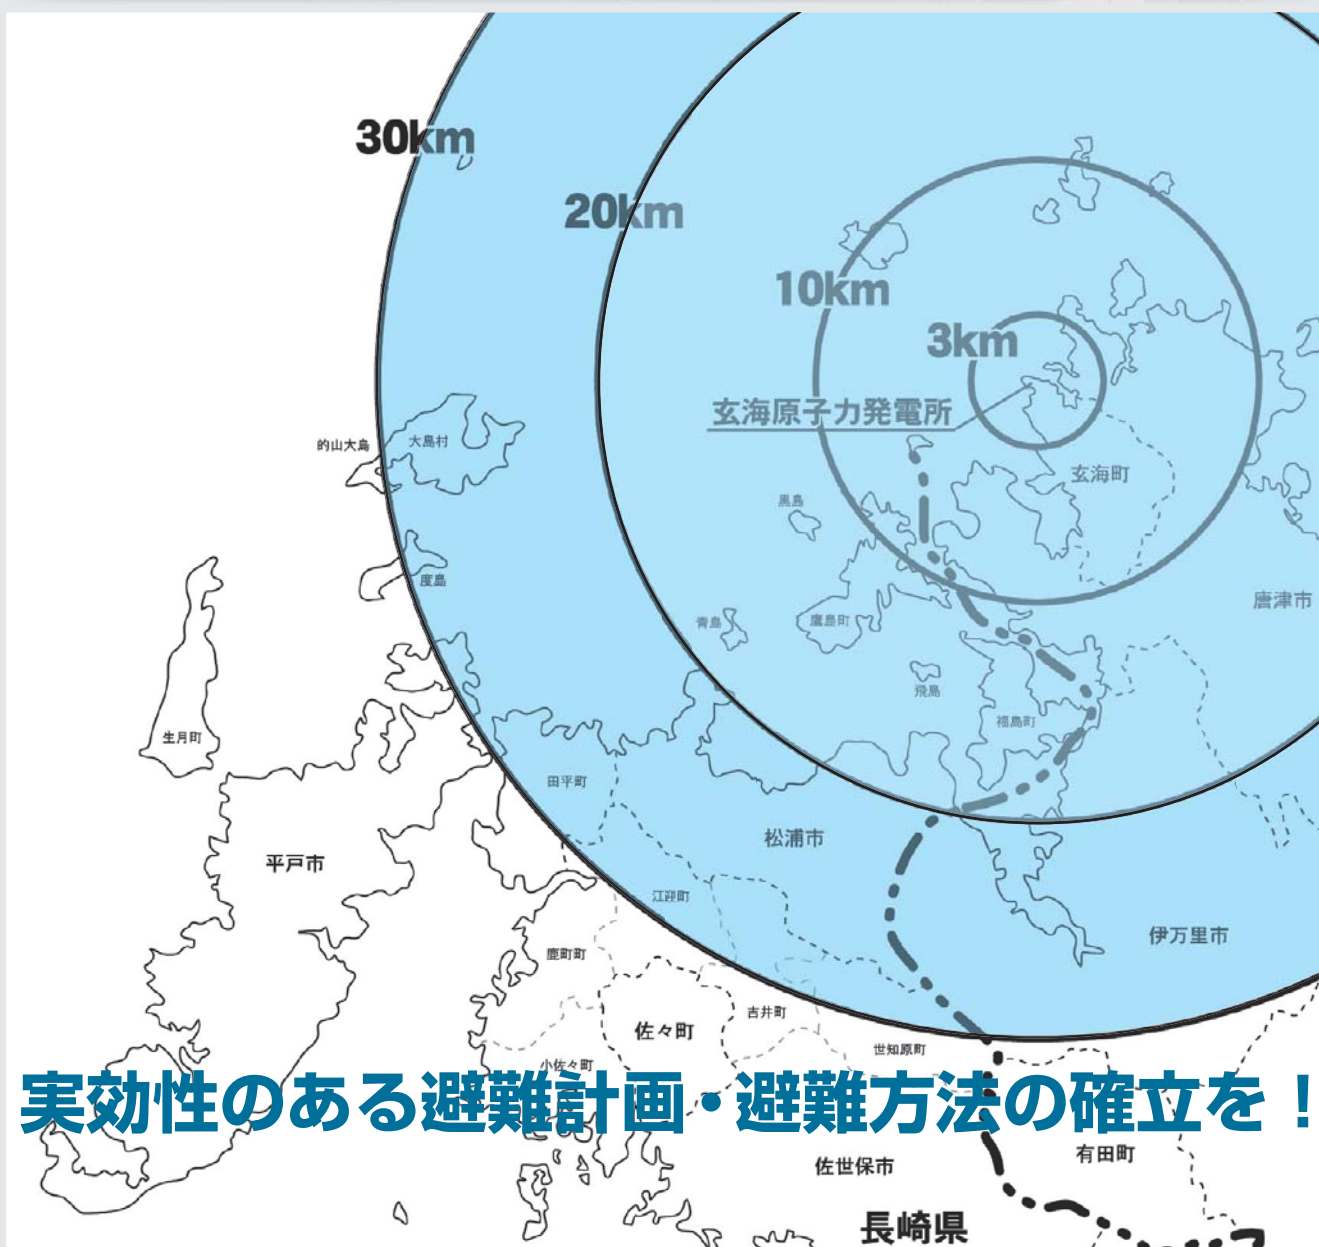 30km
20km
10km
3km
玄海原子力発電所
的山大島
大島村
玄海町
黒島
度島
唐津市
青島
鷹島町
飛島
福島町
生月町
田平町
松浦市
平戸市
江迎町
伊万里市
鹿町町
吉井町
佐々町
世知原町
小佐々町
実効性のある避難計画・避難方法の確立を！
有田町
佐世保市
長崎県